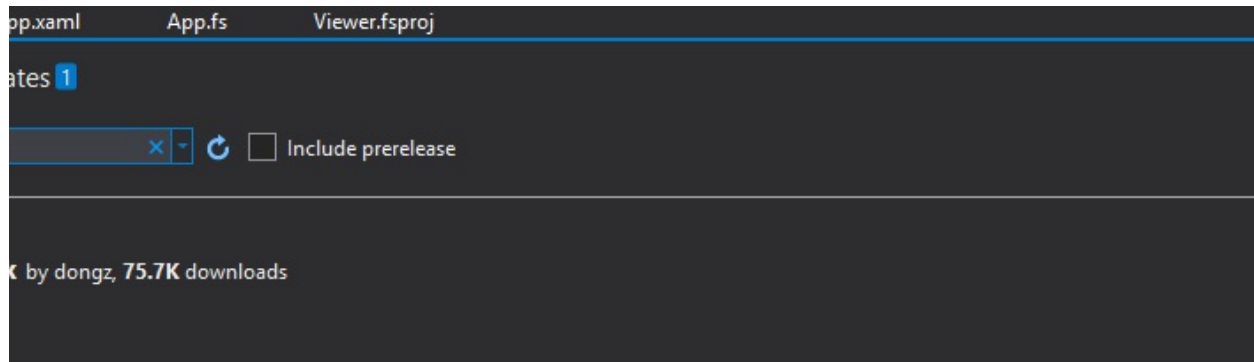 pp.xaml App.fs Viewer.fsproj
ates 1
Include prerelease
by dongz, 75.7K downloads